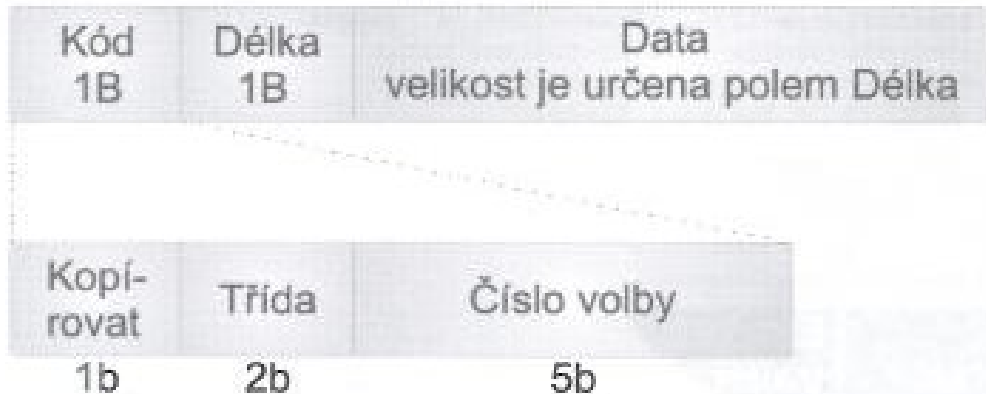 Kód
1B
Délka
1B
Data
velikost je určena polem Délka
Kopí-
rovat
Třída
Číslo volby
1b
2b
5b